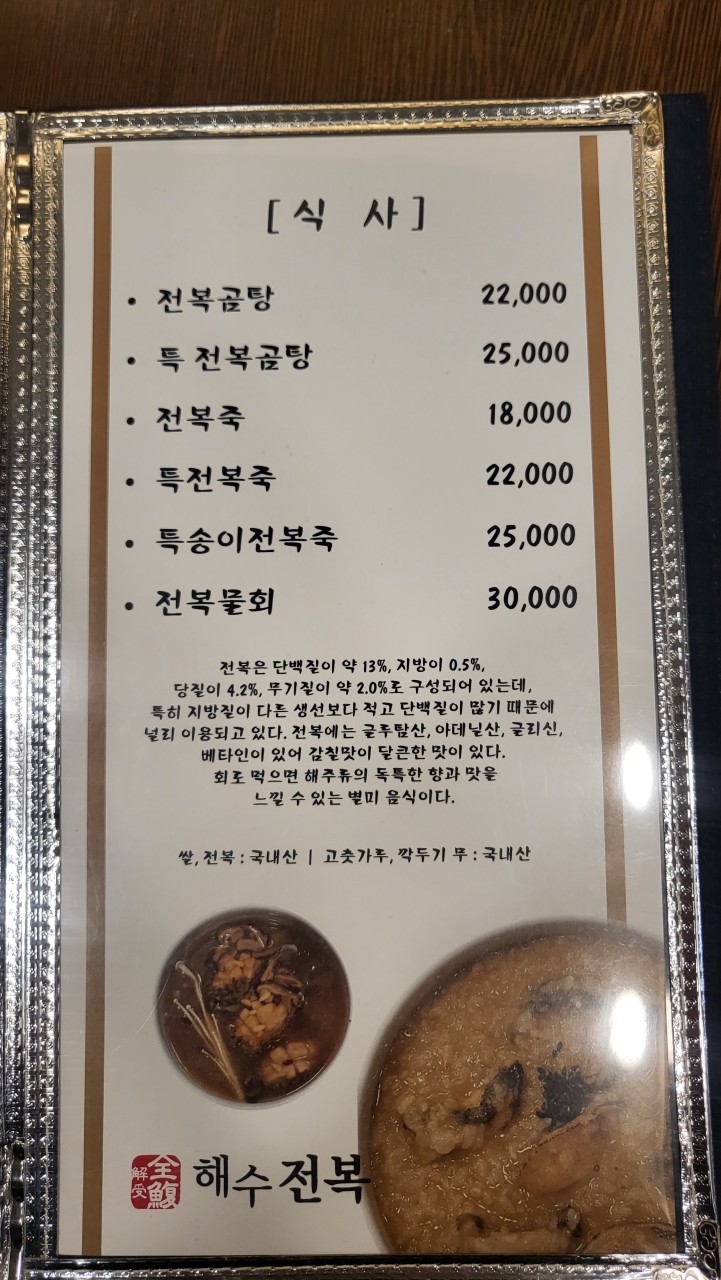 [식 사]
• 전복곰탕 22,000
• 특 전복곰탕 25,000
• 전복죽 18,000
• 특전복죽 22,000
• 특송이전복죽 25,000
• 전복물회 30,000
전복은 단백질이 약 13%, 지방이 0.5%,
당질이 4.2%, 무기질이 약 2.0%로 구성되어 있는데,
특히 지방질이 다른 생선보다 적고 단백질이 많기 때문에
널리 이용되고 있다. 전복에는 글루탐산, 아데닐산, 글리신,
베타인이 있어 감칠맛이 달큰한 맛이 있다.
회로 먹으면 해주류의 독특한 향과 맛을
느낄 수 있는 별미 음식이다.
쌀, 전복 : 국내산 | 고춧가루, 깍두기 무 : 국내산
解受 全鰒
해수 전복